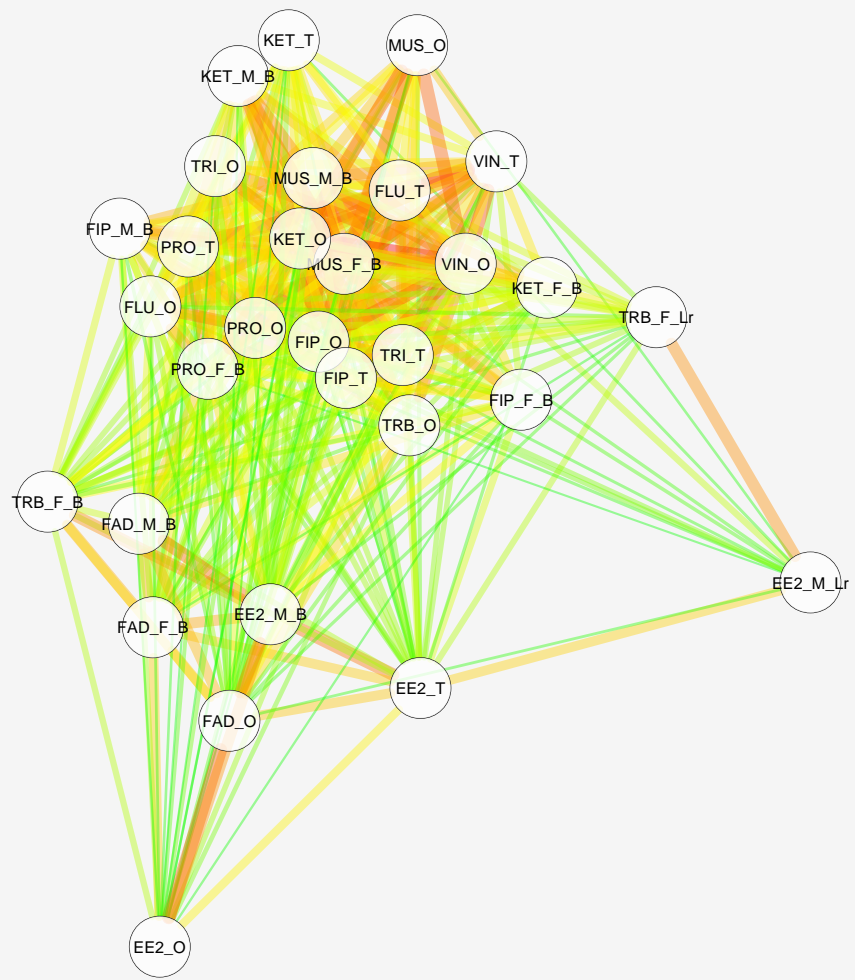 KET_T
MUS_O
KET_M_B
TRI_O
VIN_T
MUS_M_B
FLU_T
FIP_M_B
PRO_T
KET_O
MUS_F_B
VIN_O
KET_F_B
FLU_O
TRB_F_Lr
PRO_O
FIP_O
TRI_T
PRO_F_B
FIP_T
FIP_F_B
TRB_O
TRB_F_B
FAD_M_B
EE2_M_Lr
EE2_M_B
FAD_F_B
EE2_T
FAD_O
EE2_O